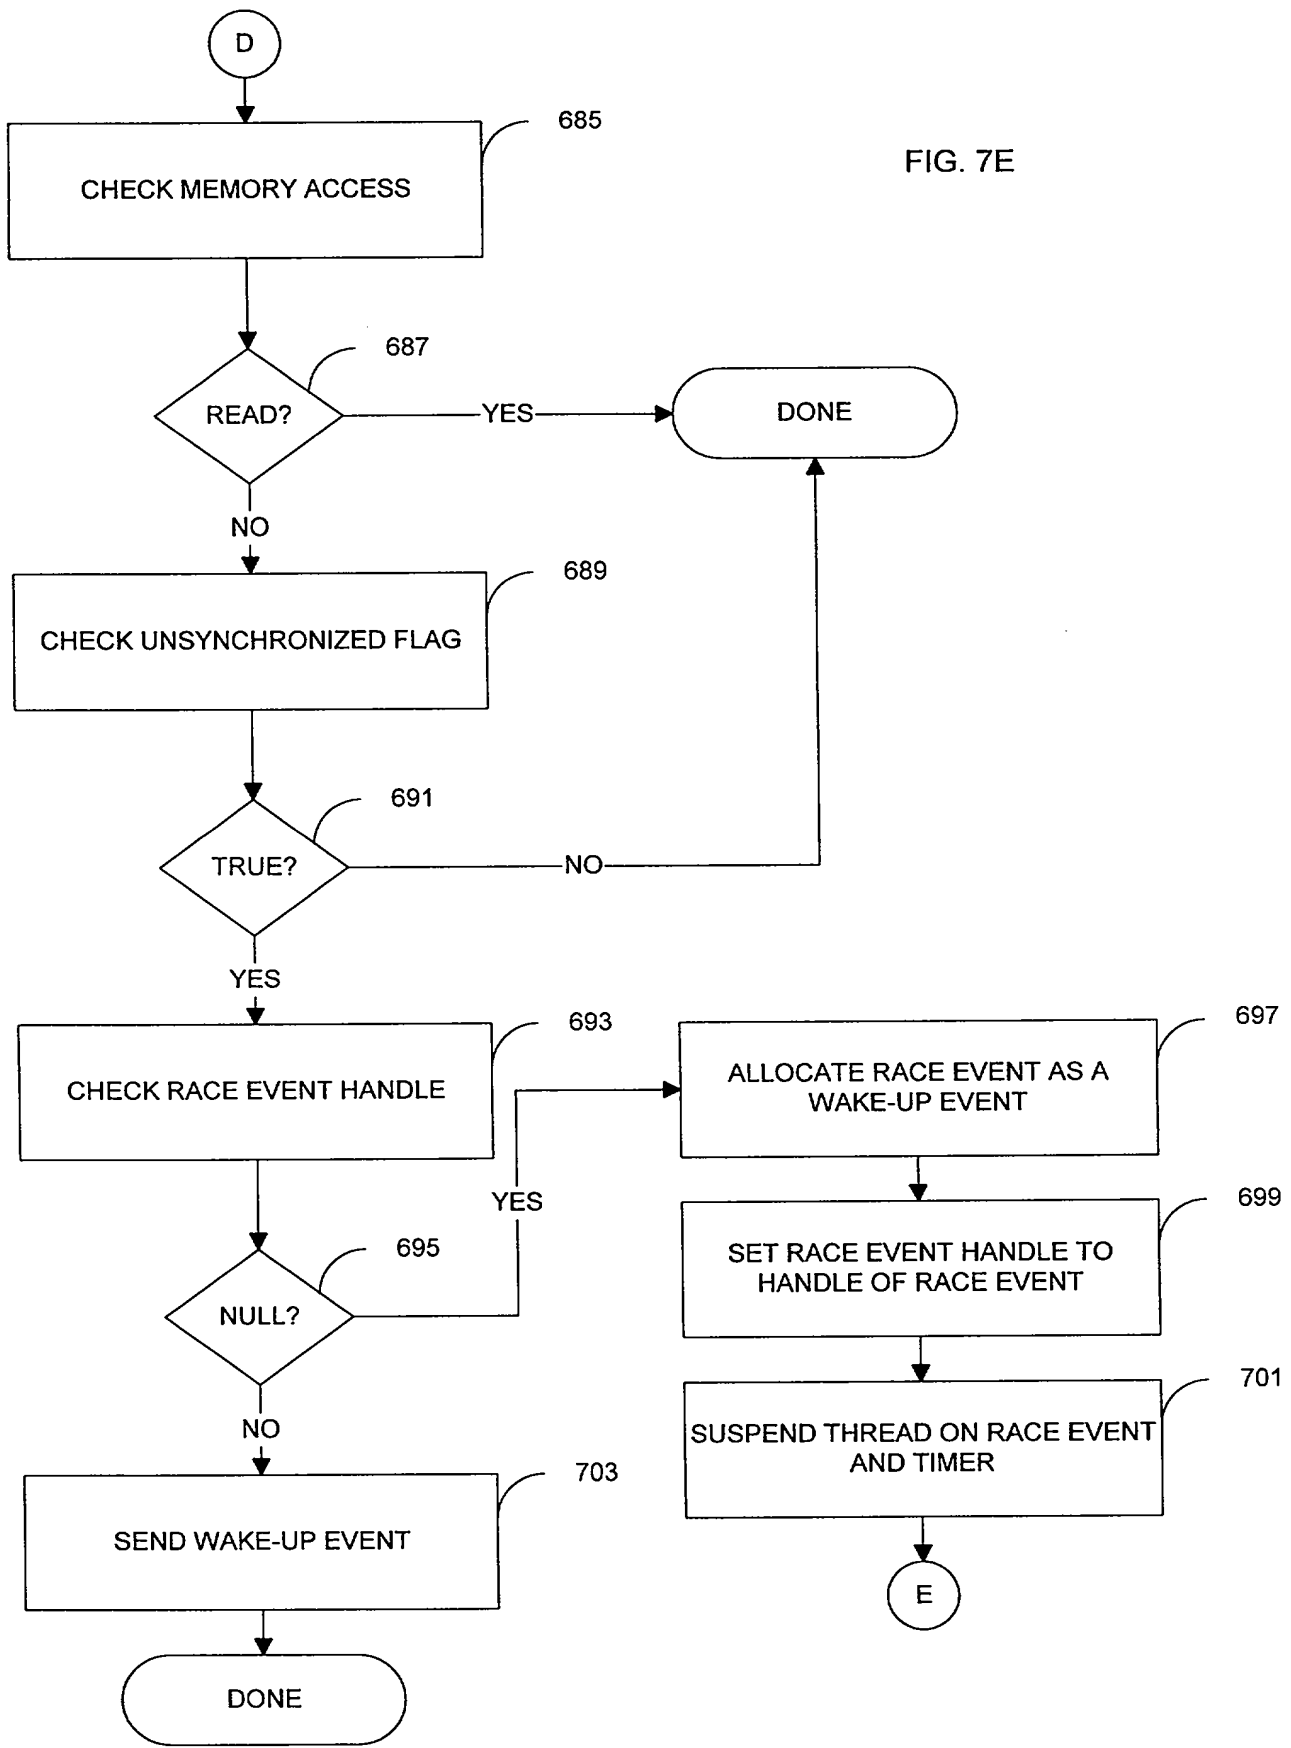 D
685
CHECK MEMORY ACCESS
FIG. 7E
687
READ?
YES
DONE
NO
689
CHECK UNSYNCHRONIZED FLAG
691
TRUE?
NO
YES
693
CHECK RACE EVENT HANDLE
697
ALLOCATE RACE EVENT AS A
WAKE-UP EVENT
YES
695
NULL?
699
SET RACE EVENT HANDLE TO
HANDLE OF RACE EVENT
701
SUSPEND THREAD ON RACE EVENT
AND TIMER
NO
703
SEND WAKE-UP EVENT
E
DONE